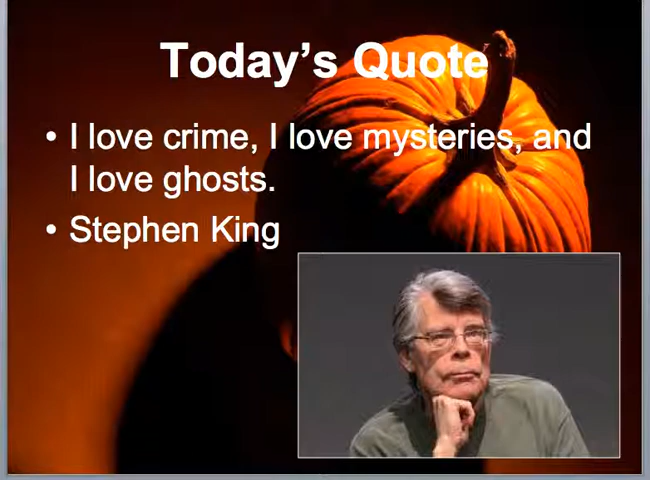 Today’s Quote
• I love crime, I love mysteries, and
I love ghosts.
• Stephen King